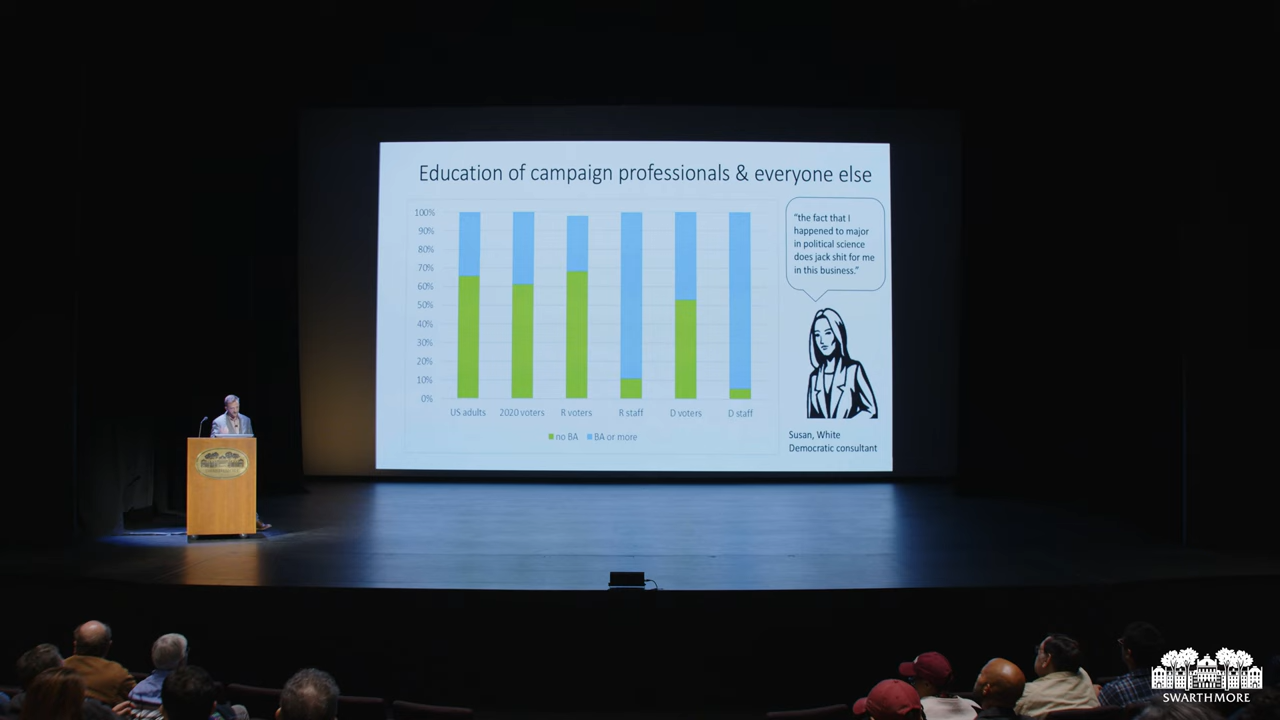 Education of campaign professionals & everyone else
100%
90%
80%
70%
60%
50%
40%
30%
20%
10%
0%
US adults
2020 voters
R voters
R staff
D voters
D staff
no BA
BA or more
“the fact that I
happened to major
in political science
does jack shit for me
in this business.”
Susan, White
Democratic consultant
SWARTHMORE